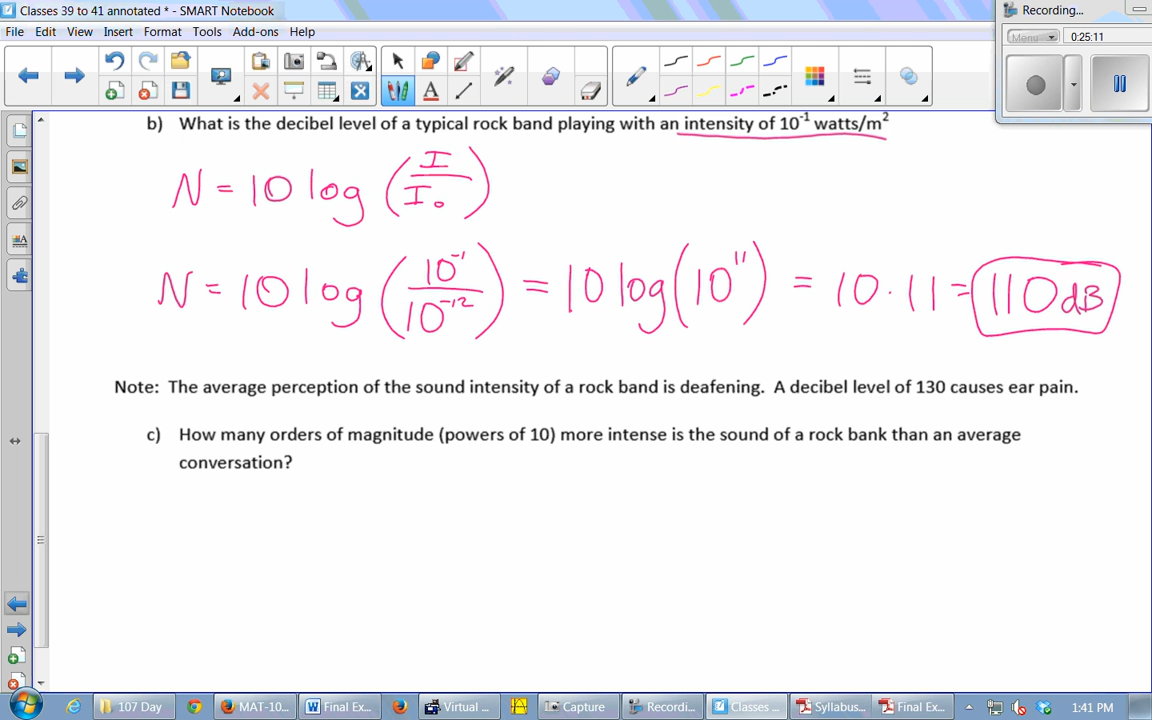 Classes 39 to 41 annotated * - SMART Notebook
Recording...
File Edit View Insert Format Tools Add-ons Help
Menu
0:25:11
b) What is the decibel level of a typical rock band playing with an intensity of 10⁻¹ watts/m²
N = 10 log (I/I₀)
N = 10 log (10⁻¹/10⁻¹²) = 10 log (10¹¹) = 10 · 11 = 110 dB
Note: The average perception of the sound intensity of a rock band is deafening. A decibel level of 130 causes ear pain.
c) How many orders of magnitude (powers of 10) more intense is the sound of a rock bank than an average
conversation?
107 Day MAT-10... Final Ex... Virtual ... Capture Recordi... Classes ... Syllabus... Final Ex... 1:41 PM